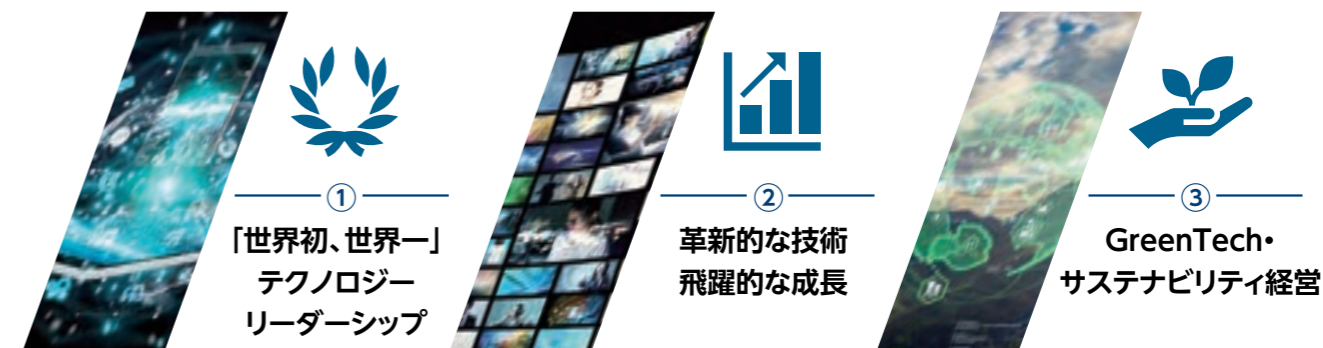 ①
「世界初、世界一」
テクノロジー
リーダーシップ
②
革新的な技術
飛躍的な成長
③
GreenTech・
サステナビリティ経営